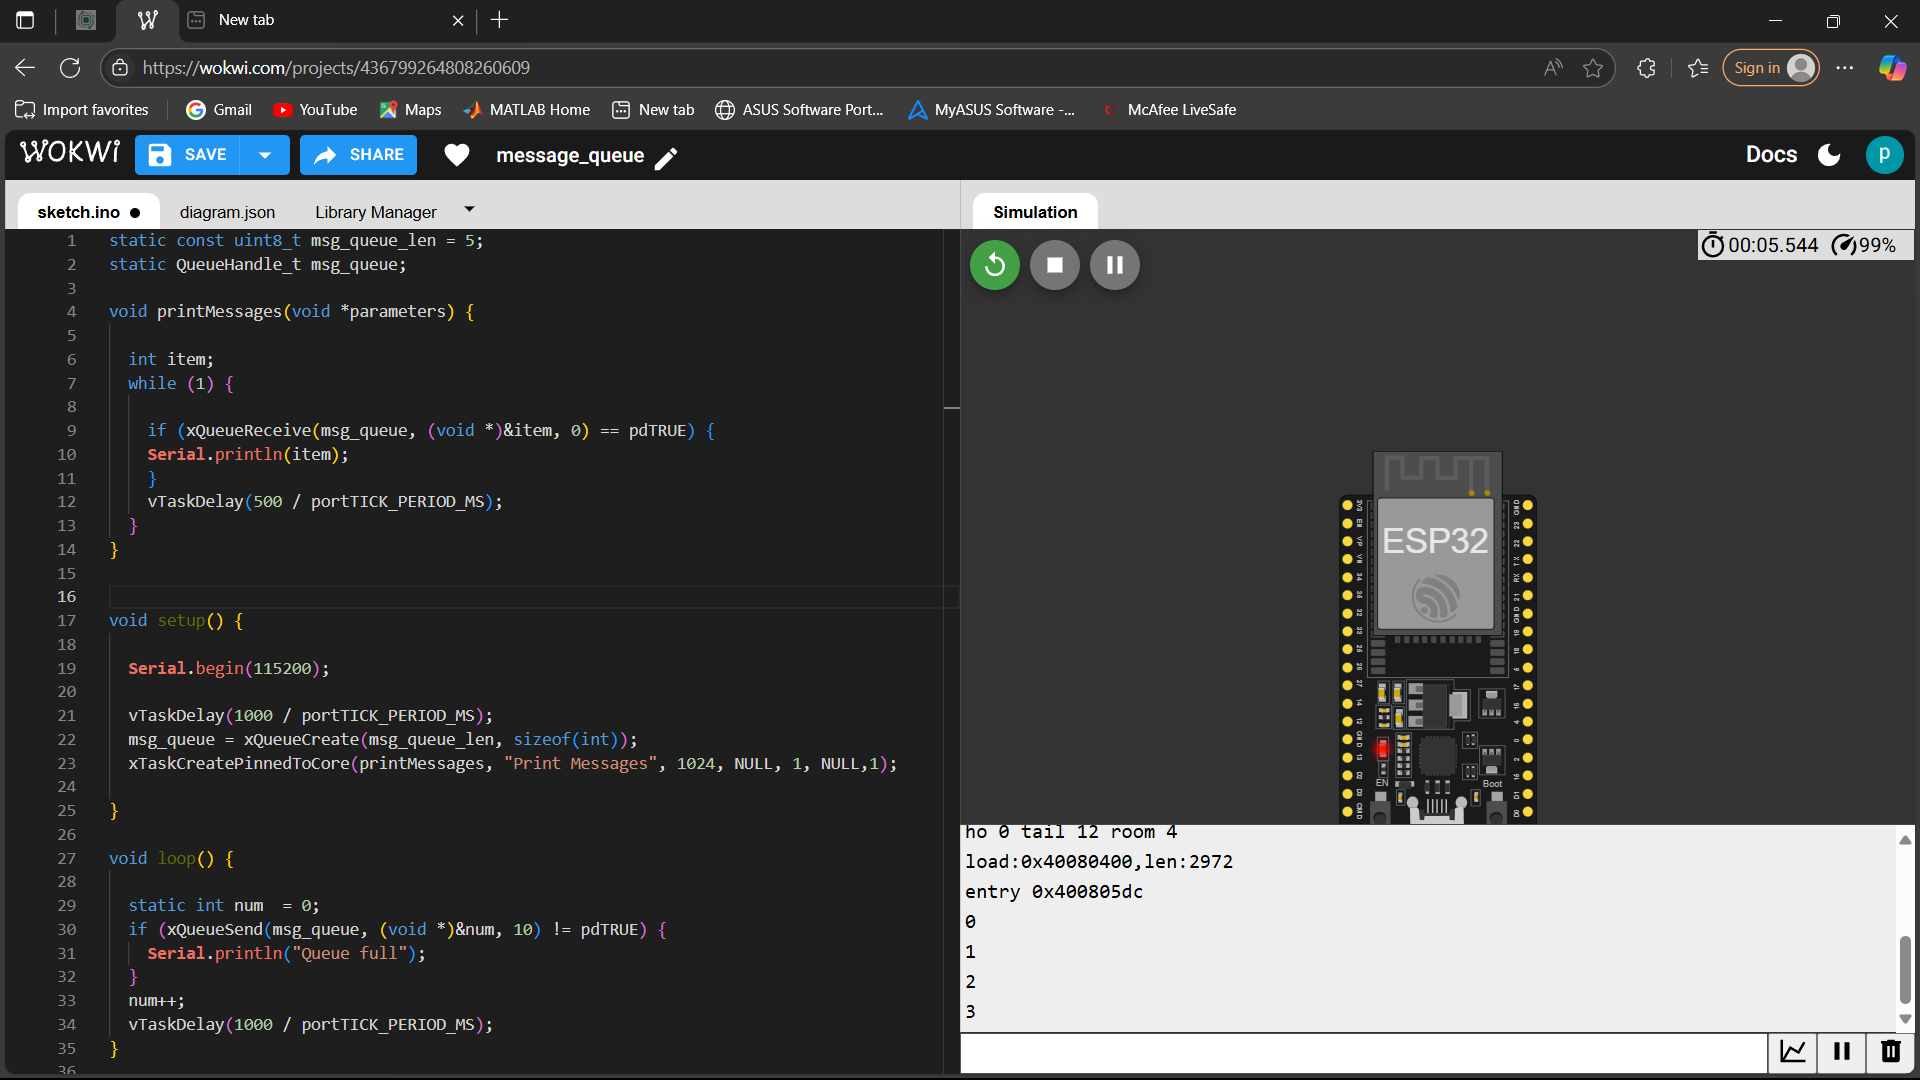 New tab
https://wokwi.com/projects/436799264808260609
Sign in
Import favorites
Gmail
YouTube
Maps
MATLAB Home
New tab
ASUS Software Port...
MyASUS Software -...
McAfee LiveSafe
WOKWi
SAVE
SHARE
message_queue
Docs
p
sketch.ino ●
diagram.json
Library Manager
Simulation
00:05.544 99%
1 static const uint8_t msg_queue_len = 5;
2 static QueueHandle_t msg_queue;
3
4 void printMessages(void *parameters) {
5
6 int item;
7 while (1) {
8
9 if (xQueueReceive(msg_queue, (void *)&item, 0) == pdTRUE) {
10 Serial.println(item);
11 }
12 vTaskDelay(500 / portTICK_PERIOD_MS);
13 }
14 }
15
16
17 void setup() {
18
19 Serial.begin(115200);
20
21 vTaskDelay(1000 / portTICK_PERIOD_MS);
22 msg_queue = xQueueCreate(msg_queue_len, sizeof(int));
23 xTaskCreatePinnedToCore(printMessages, "Print Messages", 1024, NULL, 1, NULL,1);
24
25 }
26
27 void loop() {
28
29 static int num  = 0;
30 if (xQueueSend(msg_queue, (void *)&num, 10) != pdTRUE) {
31 Serial.println("Queue full");
32 }
33 num++;
34 vTaskDelay(1000 / portTICK_PERIOD_MS);
35 }
36
ESP32
EN
Boot
ho 0 tail 12 room 4
load:0x40080400,len:2972
entry 0x400805dc
0
1
2
3